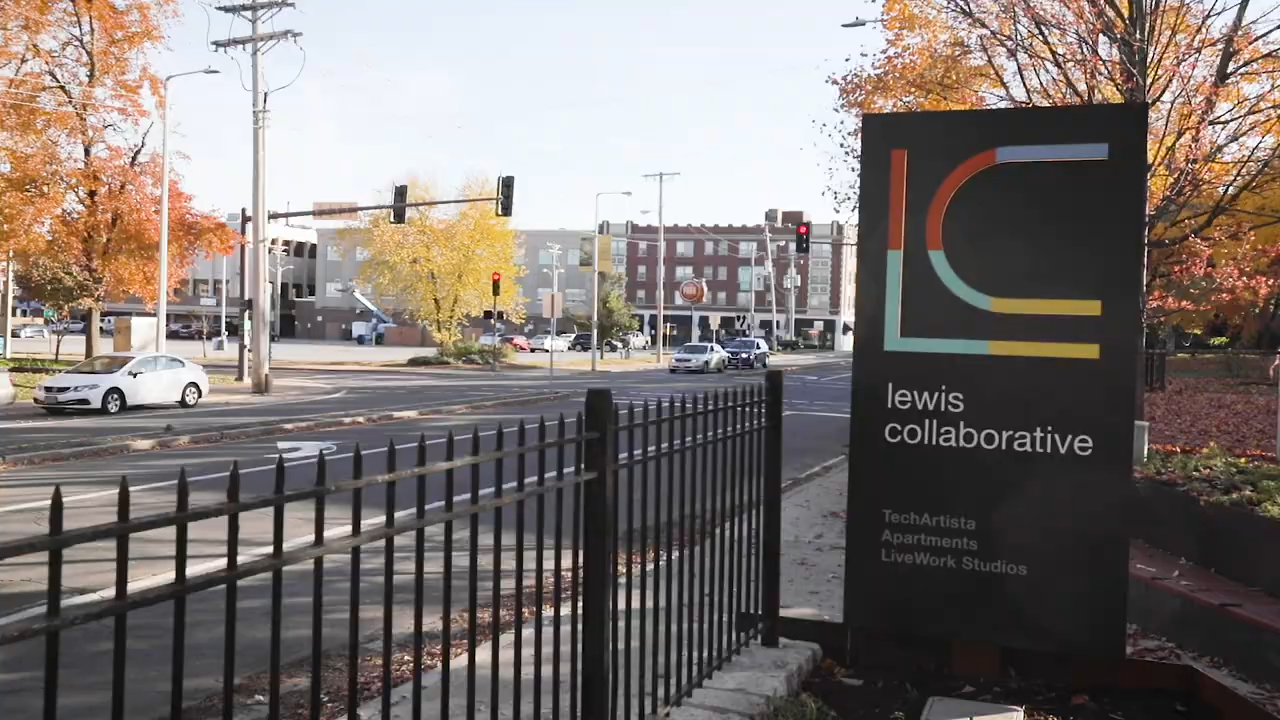 lewis
collaborative
TechArtista
Apartments
LiveWork Studios